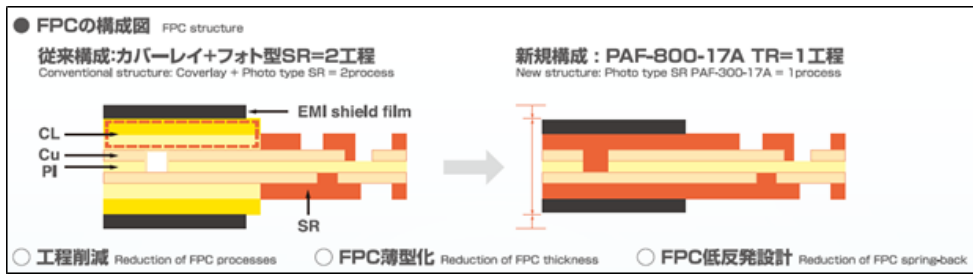 ● FPCの構成図 FPC structure
従来構成:カバーレイ+フォト型SR=2工程
Conventional structure: Coverlay + Photo type SR = 2process
新規構成：PAF-800-17A TR=1工程
New structure: Photo type SR PAF-300-17A = 1process
EMI shield film
CL
Cu
PI
SR
○ 工程削減 Reduction of FPC processes
○ FPC薄型化 Reduction of FPC thickness
○ FPC低反発設計 Reduction of FPC spring-back